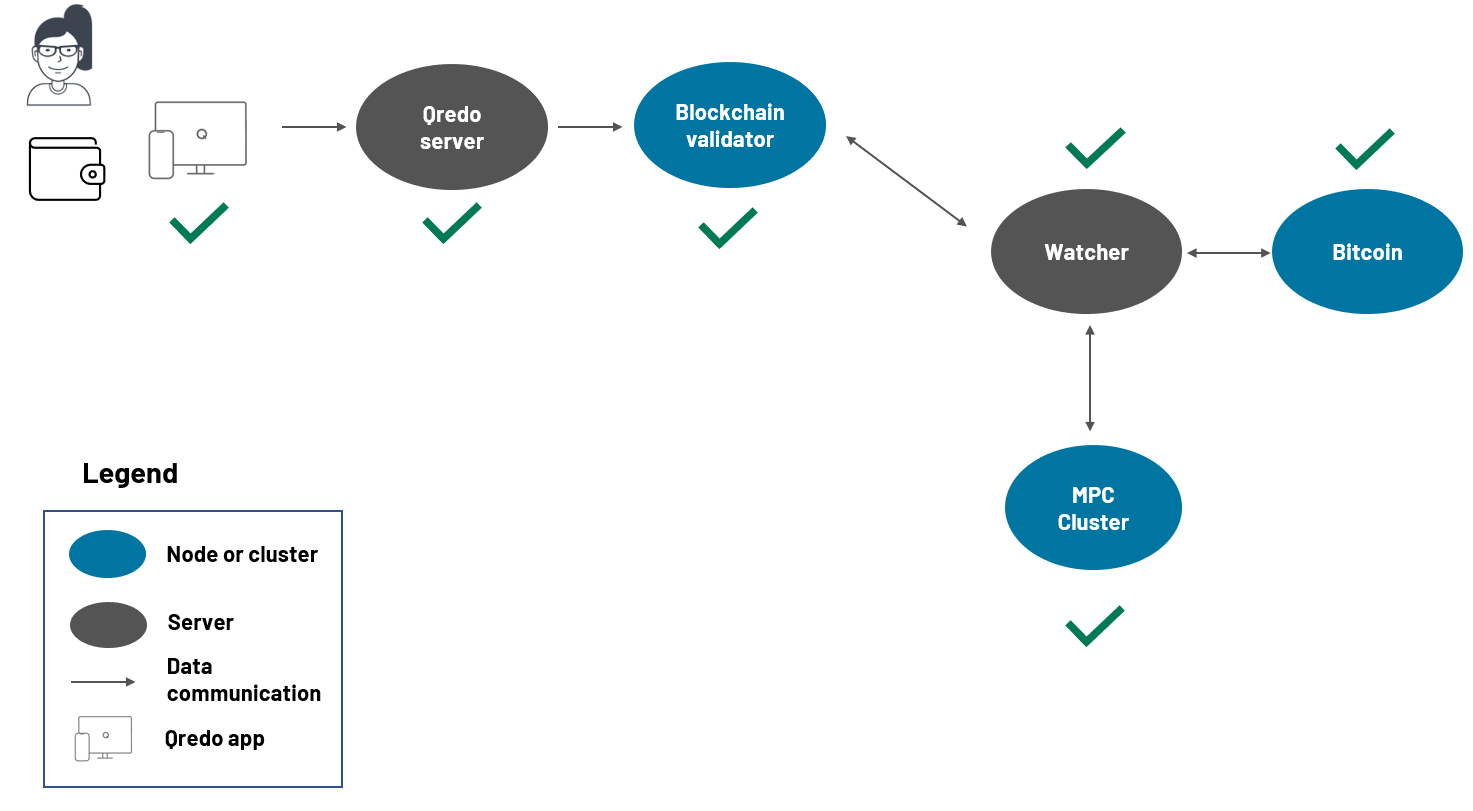 Qredo
server
Blockchain
validator
Watcher
Bitcoin
MPC
Cluster
Legend
Node or cluster
Server
Data
communication
Qredo app